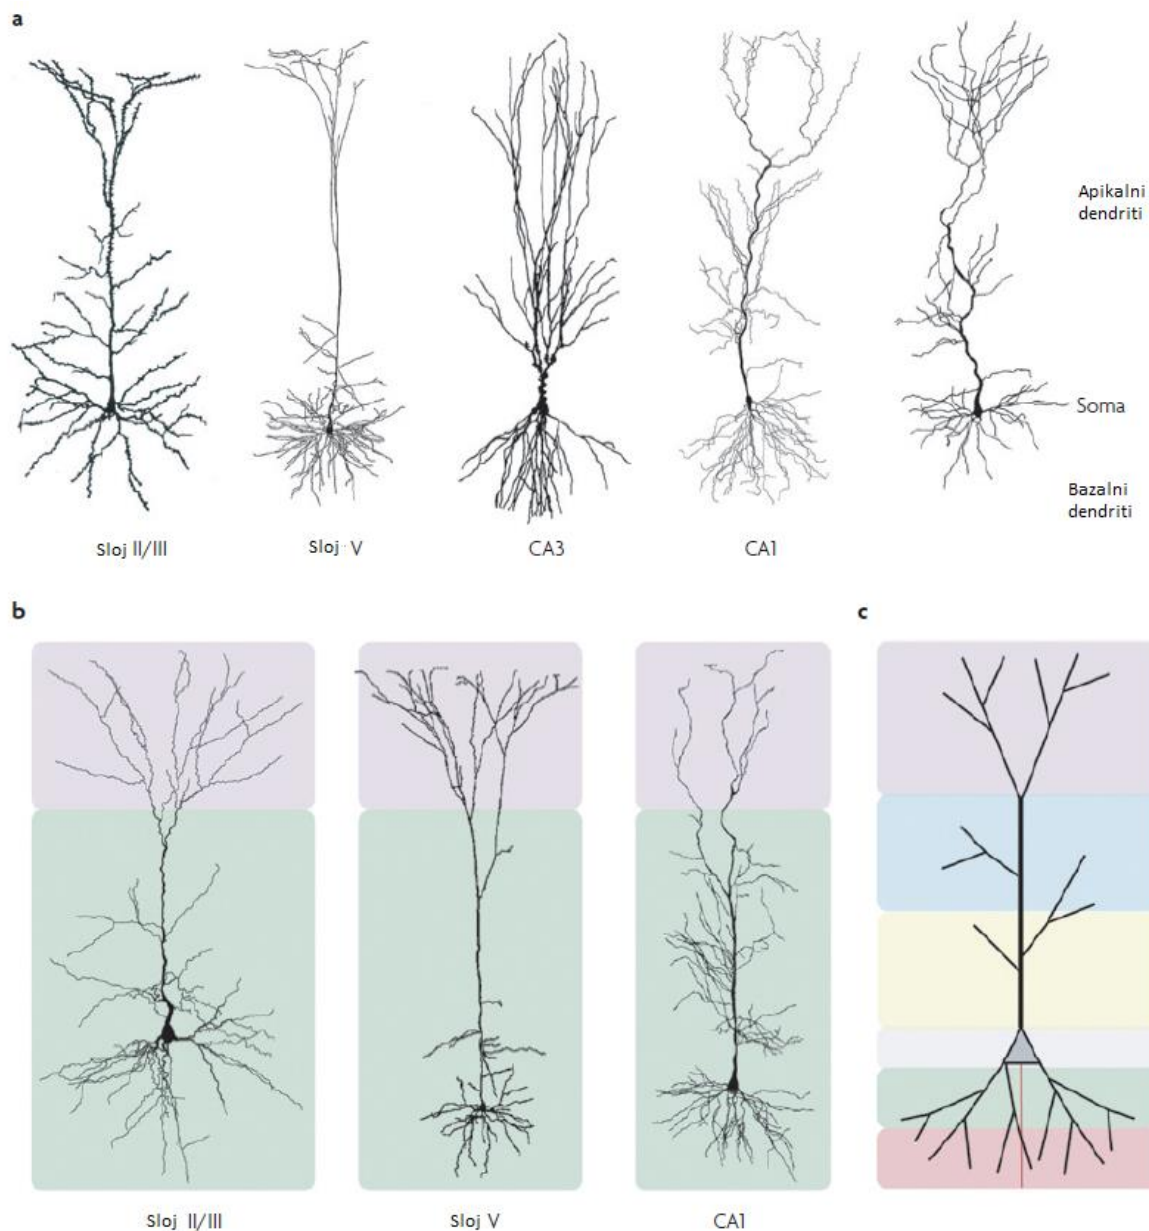 a
Apikalni
dendriti
Soma
Bazalni
dendriti
Sloj II/III
Sloj V
CA3
CA1
b
c
Sloj II/III
Sloj V
CA1